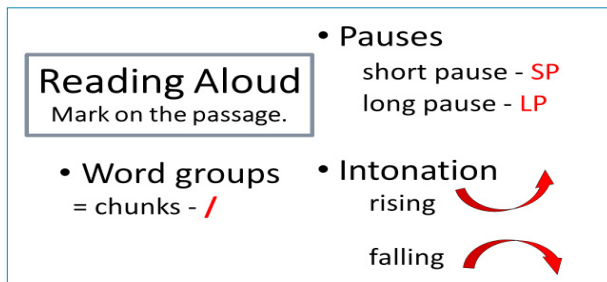 Reading Aloud
Mark on the passage.
• Word groups
= chunks - /
• Pauses
short pause - SP
long pause - LP
• Intonation
rising
falling